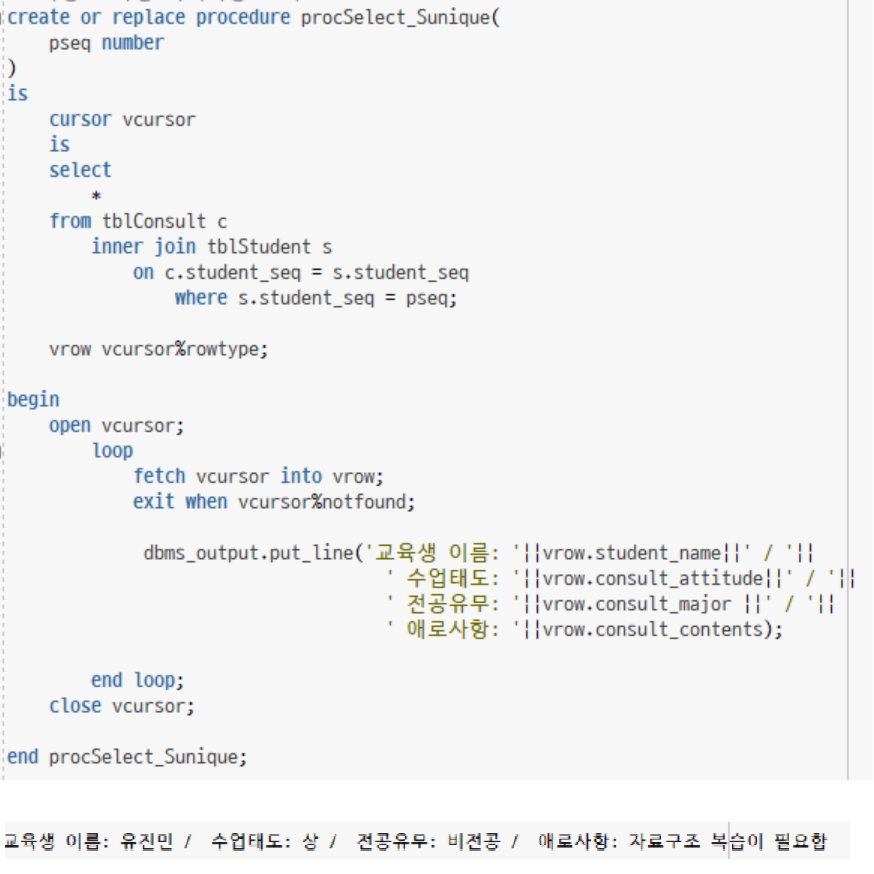 create or replace procedure procSelect_Sunique(
pseq number
)
is
cursor vcursor
is
select
*
from tblConsult c
inner join tblStudent s
on c.student_seq = s.student_seq
where s.student_seq = pseq;
vrow vcursor%rowtype;
begin
open vcursor;
loop
fetch vcursor into vrow;
exit when vcursor%notfound;
dbms_output.put_line('교육생 이름: '||vrow.student_name||' / '||
' 수업태도: '||vrow.consult_attitude||' / '||
' 전공유무: '||vrow.consult_major ||' / '||
' 애로사항: '||vrow.consult_contents);
end loop;
close vcursor;
end procSelect_Sunique;
교육생 이름: 유진민 / 수업태도: 상 / 전공유무: 비전공 / 애로사항: 자료구조 복습이 필요함